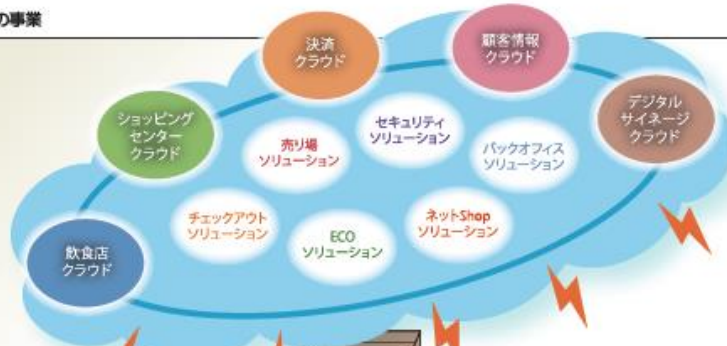 の事業
決済
クラウド
顧客情報
クラウド
ショッピング
センター
クラウド
デジタル
サイネージ
クラウド
売り場
ソリューション
セキュリティ
ソリューション
バックオフィス
ソリューション
チェックアウト
ソリューション
ECO
ソリューション
ネットShop
ソリューション
飲食店
クラウド